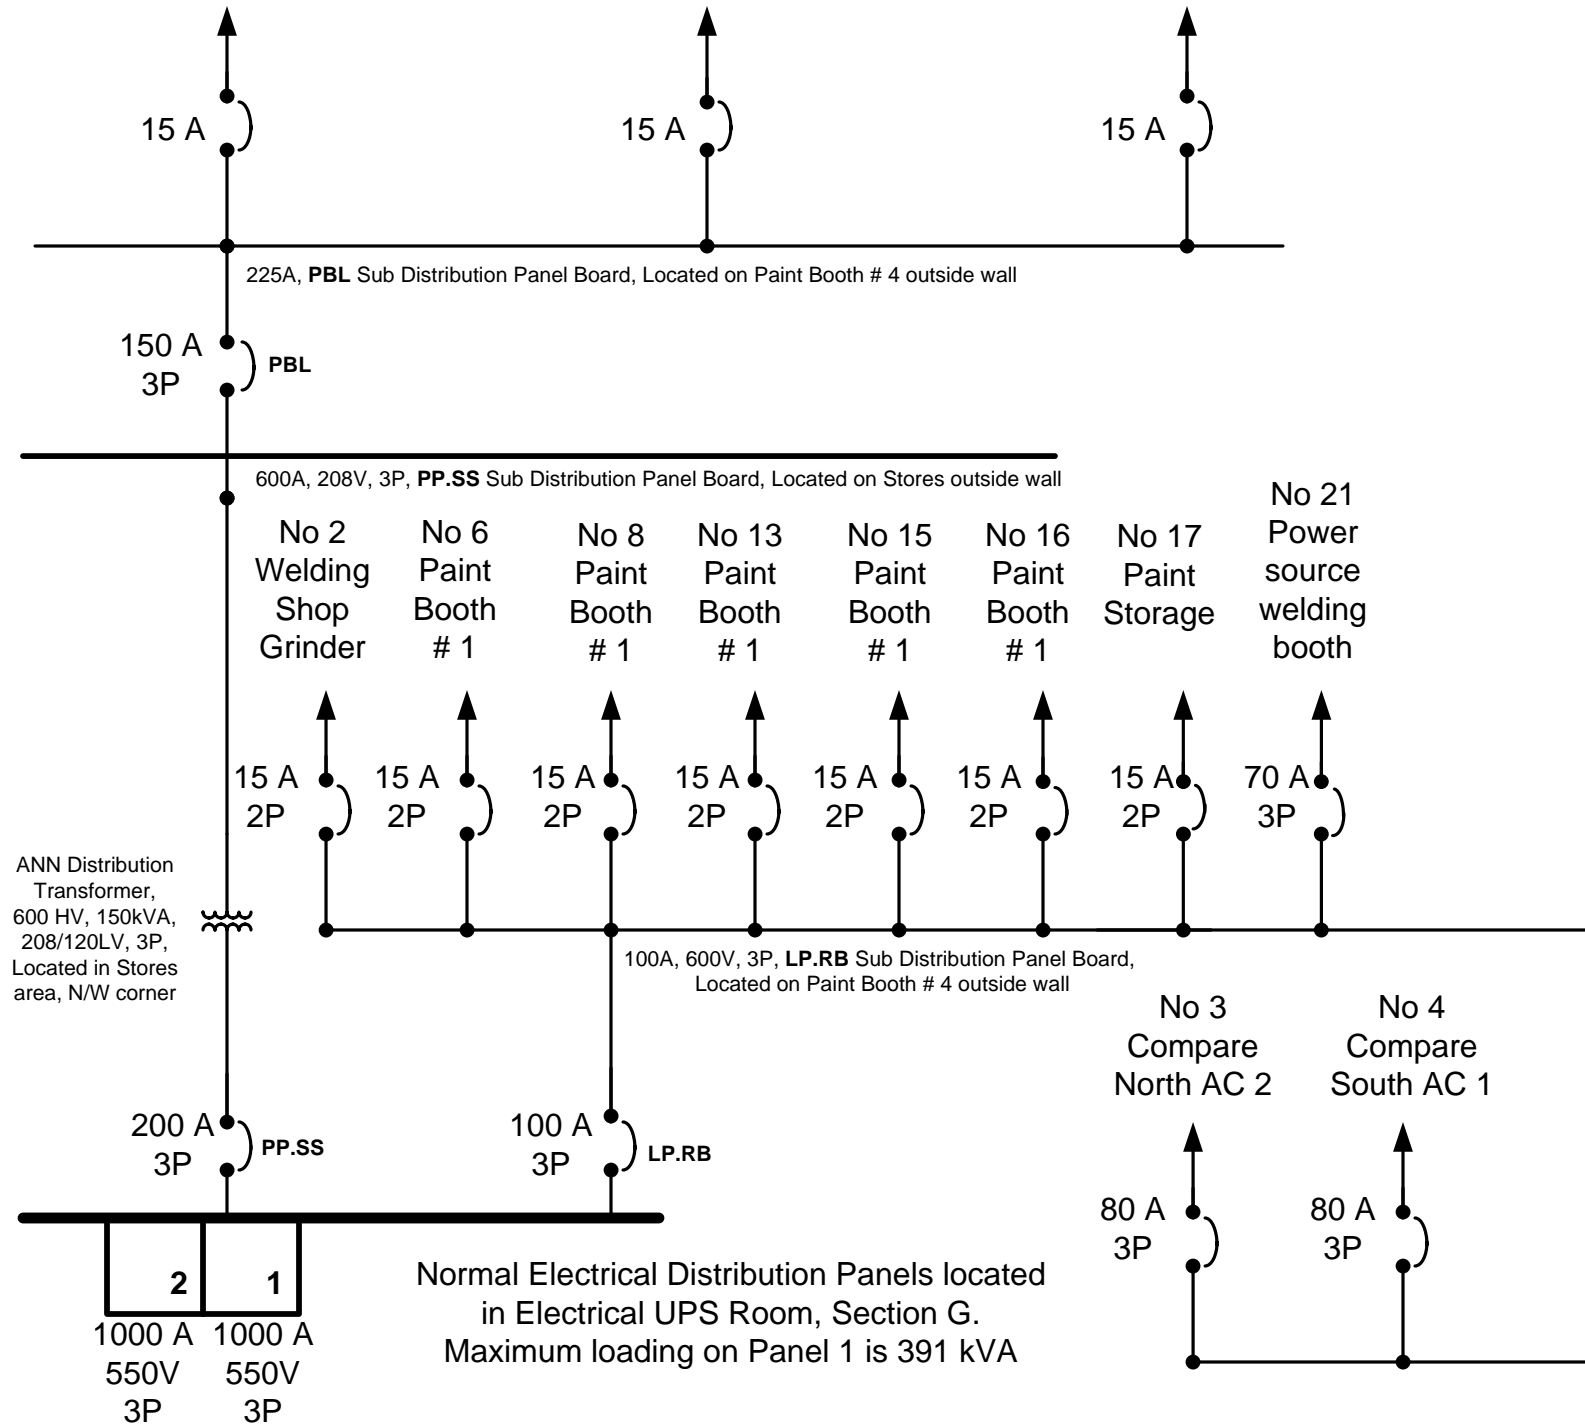 15 A
15 A
15 A
225A, PBL Sub Distribution Panel Board, Located on Paint Booth # 4 outside wall
150 A
3P
PBL
600A, 208V, 3P, PP.SS Sub Distribution Panel Board, Located on Stores outside wall
No 2
Welding
Shop
Grinder
No 6
Paint
Booth
# 1
No 8
Paint
Booth
# 1
No 13
Paint
Booth
# 1
No 15
Paint
Booth
# 1
No 16
Paint
Booth
# 1
No 17
Paint
Storage
No 21
Power
source
welding
booth
15 A
2P
15 A
2P
15 A
2P
15 A
2P
15 A
2P
15 A
2P
15 A
2P
70 A
3P
ANN Distribution
Transformer,
600 HV, 150kVA,
208/120LV, 3P,
Located in Stores
area, N/W corner
100A, 600V, 3P, LP.RB Sub Distribution Panel Board,
Located on Paint Booth # 4 outside wall
No 3
Compare
North AC 2
No 4
Compare
South AC 1
200 A
3P
PP.SS
100 A
3P
LP.RB
80 A
3P
80 A
3P
2
1
1000 A
550V
3P
1000 A
550V
3P
Normal Electrical Distribution Panels located
in Electrical UPS Room, Section G.
Maximum loading on Panel 1 is 391 kVA